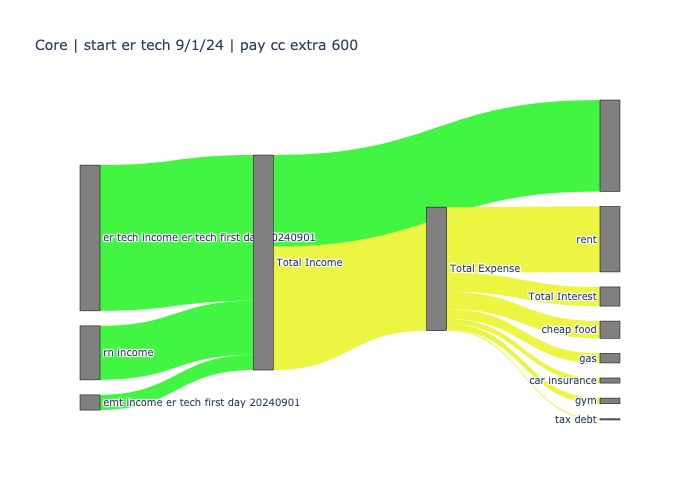 Core | start er tech 9/1/24 | pay cc extra 600
er tech income er tech first day 20240901
Total Income
rn income
emt income er tech first day 20240901
Total Expense
rent
Total Interest
cheap food
gas
car insurance
gym
tax debt